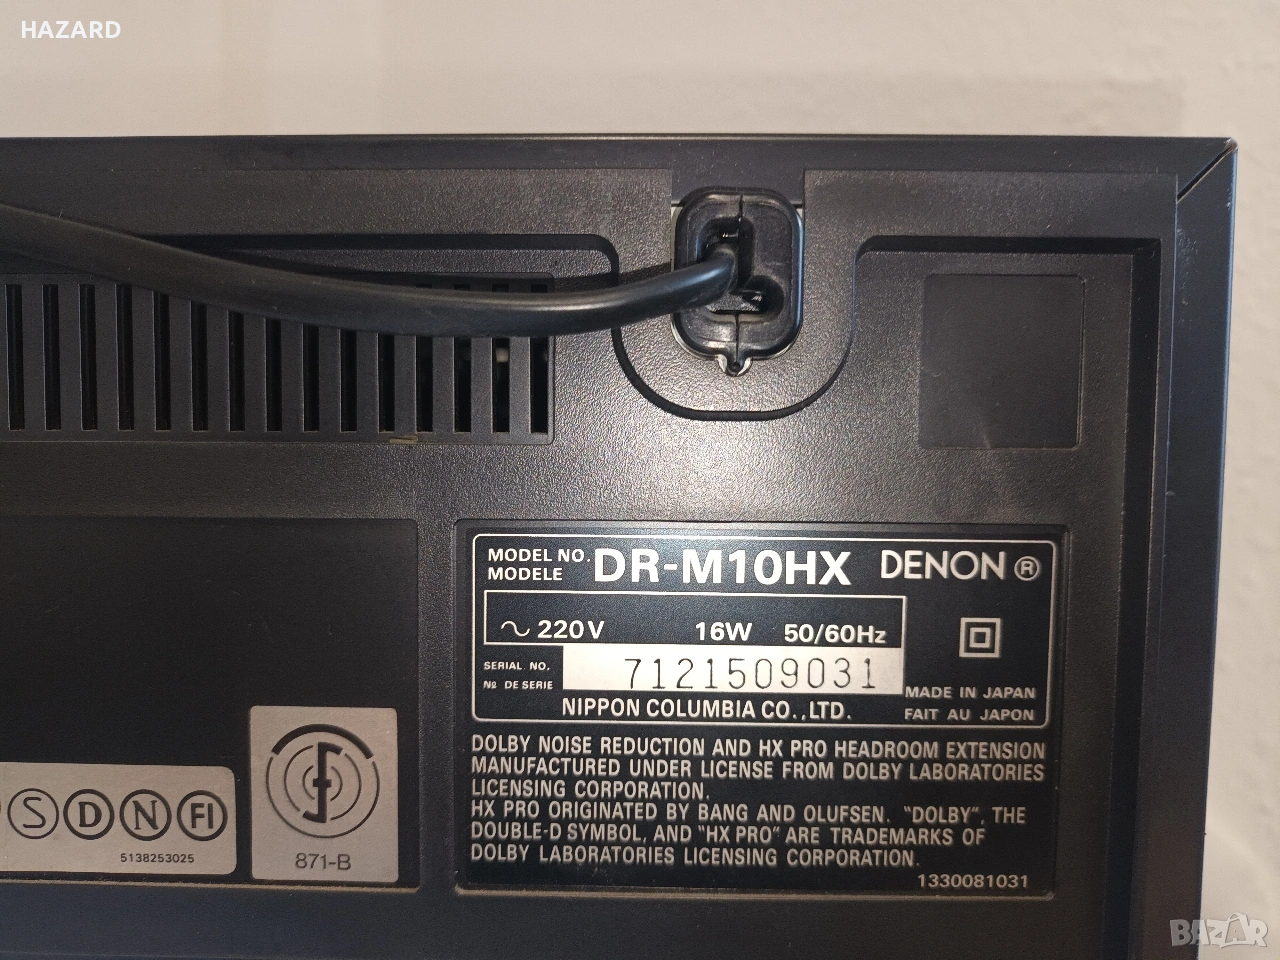 HAZARD
MODEL NO. DR-M10HX DENON ®
MODELE
220V 16W 50/60Hz
SERIAL NO. 7121509031
Nº DE SERIE
MADE IN JAPAN
NIPPON COLUMBIA CO.,LTD.
FAIT AU JAPON
DOLBY NOISE REDUCTION AND HX PRO HEADROOM EXTENSION
MANUFACTURED UNDER LICENSE FROM DOLBY LABORATORIES
LICENSING CORPORATION.
HX PRO ORIGINATED BY BANG AND OLUFSEN. "DOLBY", THE
DOUBLE-D SYMBOL, AND "HX PRO" ARE TRADEMARKS OF
DOLBY LABORATORIES LICENSING CORPORATION.
1330081031
S D N FI
5138253025
871-B
BAZAR